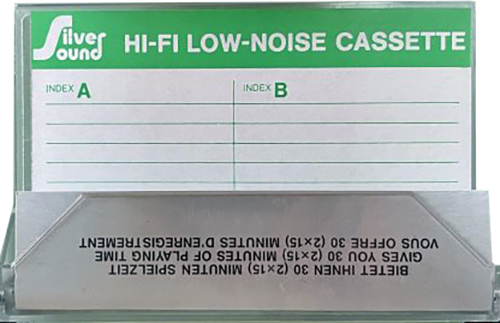 Silver Sound
HI-FI LOW-NOISE CASSETTE
INDEX A
INDEX B
BIETET IHNEN 30 (2×15) MINUTEN SPIELZEIT
GIVES YOU 30 (2×15) MINUTES OF PLAYING TIME
VOUS OFFRE 30 (2×15) MINUTES D'ENREGISTREMENT